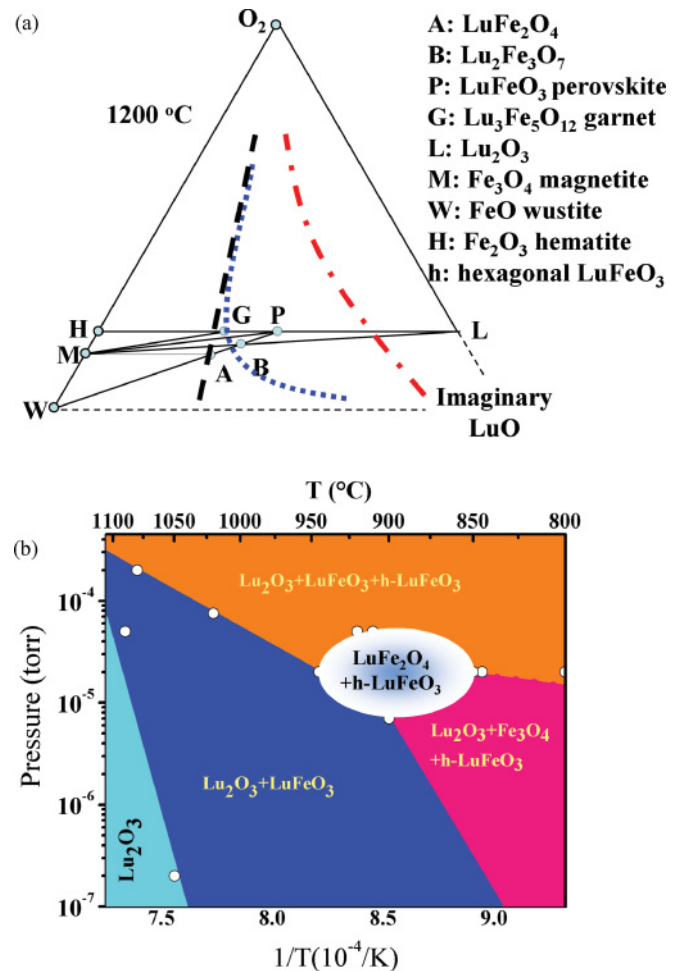 (a)
O₂
1200 °C
A: LuFe₂O₄
B: Lu₂Fe₃O₇
P: LuFeO₃ perovskite
G: Lu₃Fe₅O₁₂ garnet
L: Lu₂O₃
M: Fe₃O₄ magnetite
W: FeO wustite
H: Fe₂O₃ hematite
h: hexagonal LuFeO₃
H
G
P
L
M
A
B
W
Imaginary
LuO
(b)
T (°C)
1100 1050 1000 950 900 850 800
Pressure (torr)
10⁻⁴
10⁻⁵
10⁻⁶
10⁻⁷
Lu₂O₃+LuFeO₃+h-LuFeO₃
LuFe₂O₄
+h-LuFeO₃
Lu₂O₃+Fe₃O₄
+h-LuFeO₃
Lu₂O₃+LuFeO₃
Lu₂O₃
7.5 8.0 8.5 9.0
1/T(10⁻⁴/K)